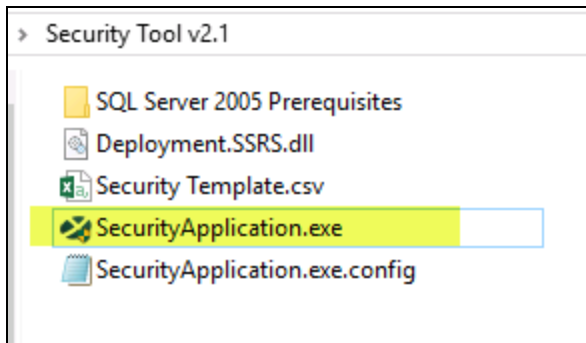 Security Tool v2.1
SQL Server 2005 Prerequisites
Deployment.SSRS.dll
Security Template.csv
SecurityApplication.exe
SecurityApplication.exe.config